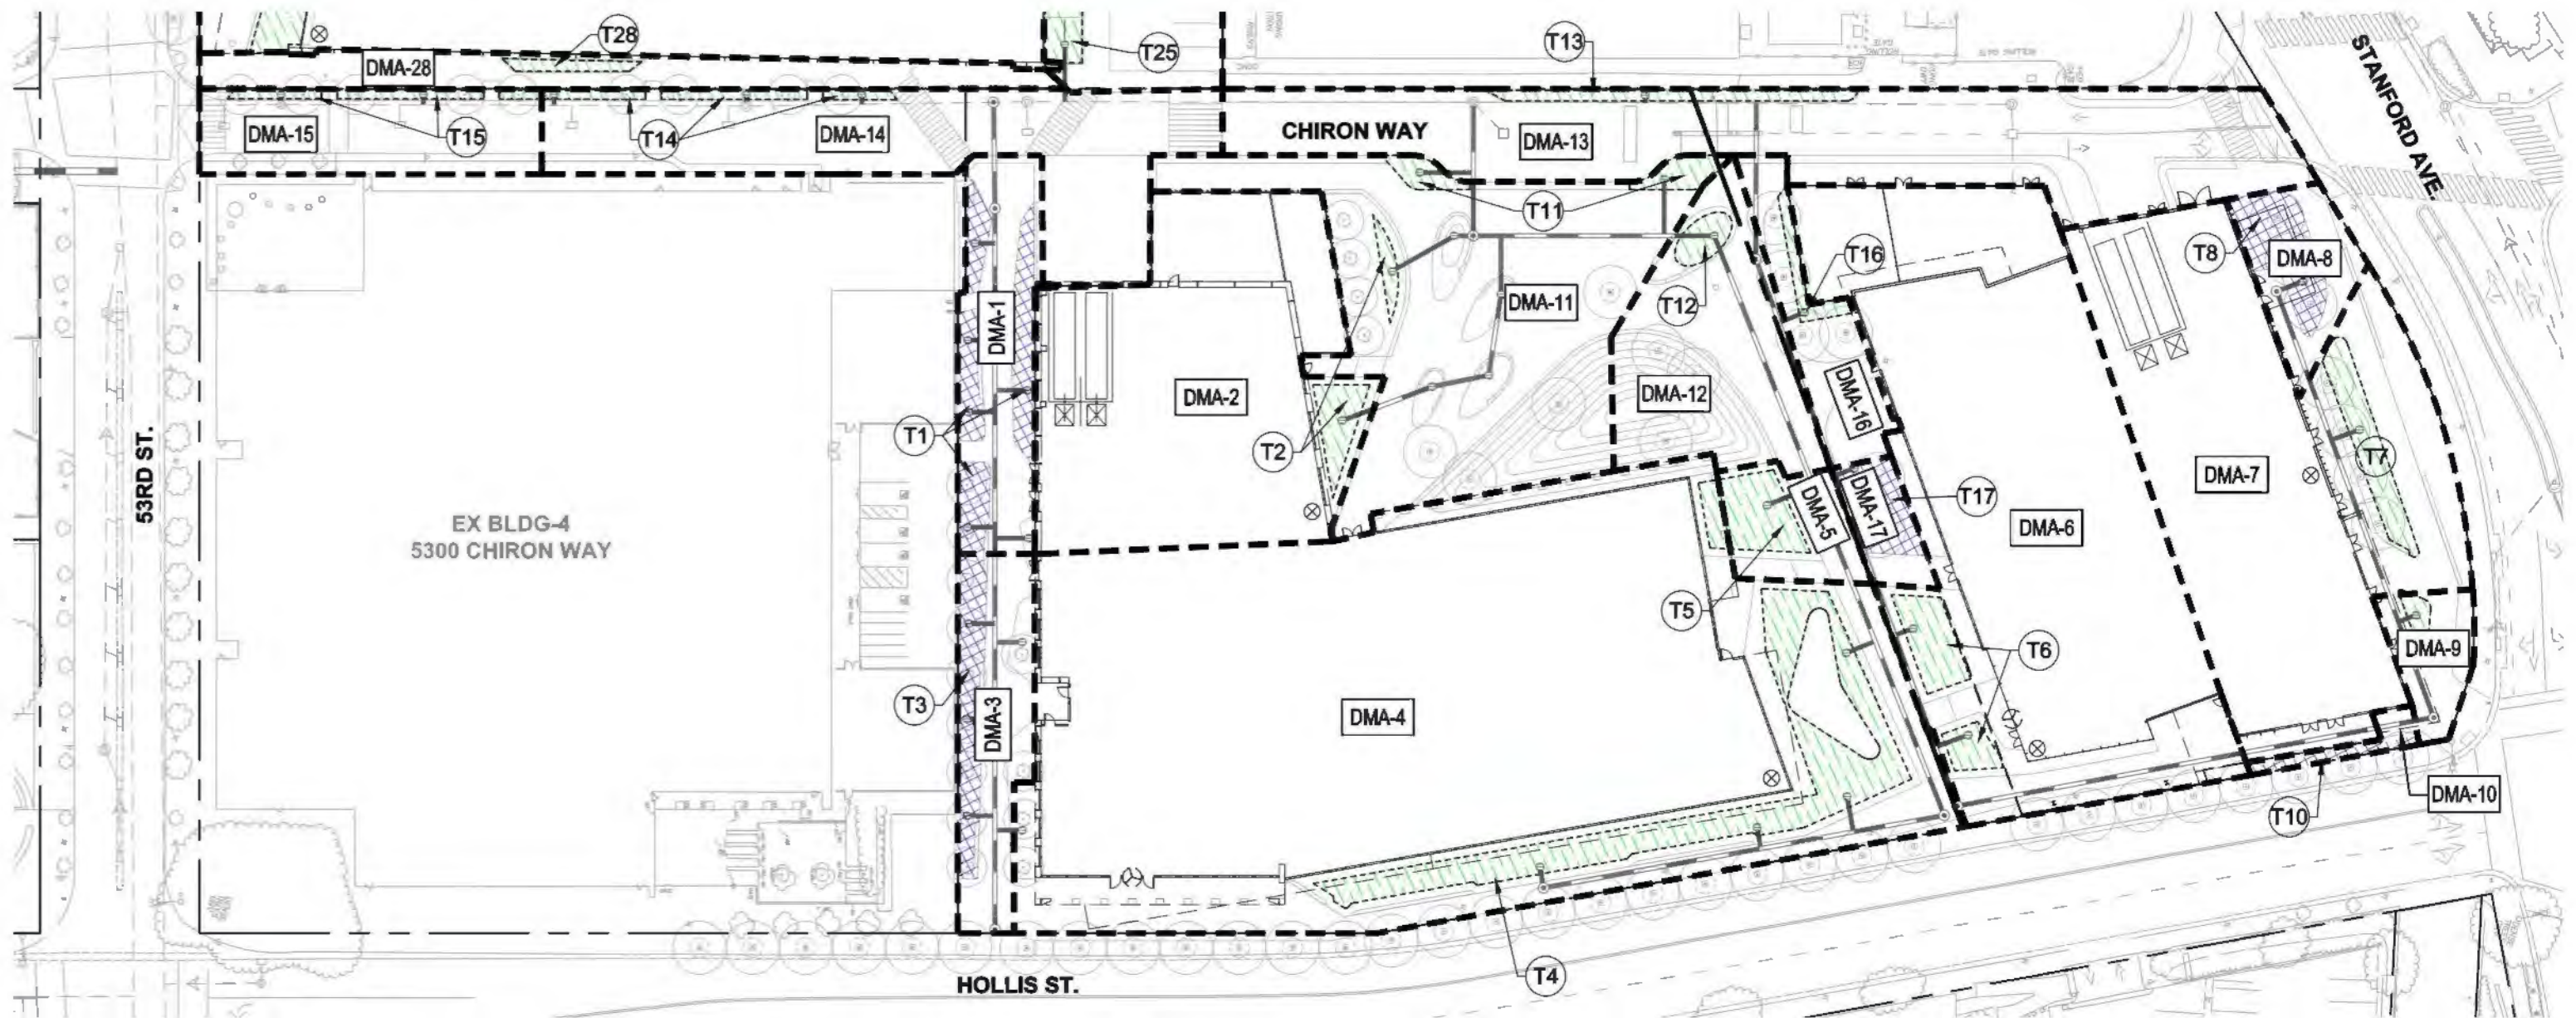 T28
T25
T13
DMA-28
STANFORD AVE.
DMA-15
T15
T14
DMA-14
CHIRON WAY
DMA-13
T11
T16
T8
DMA-8
DMA-1
DMA-11
T12
DMA-2
DMA-12
DMA-16
T1
T2
T7
53RD ST.
DMA-7
EX BLDG-4
5300 CHIRON WAY
DMA-5
DMA-17
T17
DMA-6
T5
T6
DMA-9
T3
DMA-3
DMA-4
DMA-10
T10
T4
HOLLIS ST.